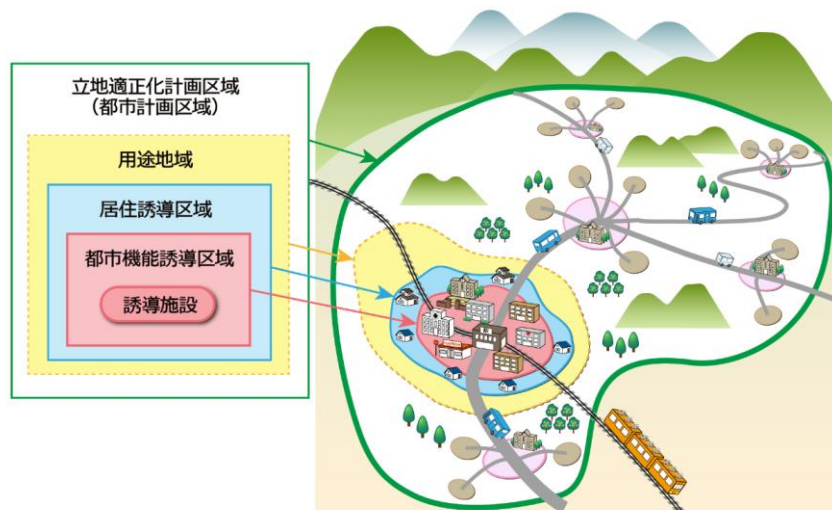 立地適正化計画区域
（都市計画区域）
用途地域
居住誘導区域
都市機能誘導区域
誘導施設